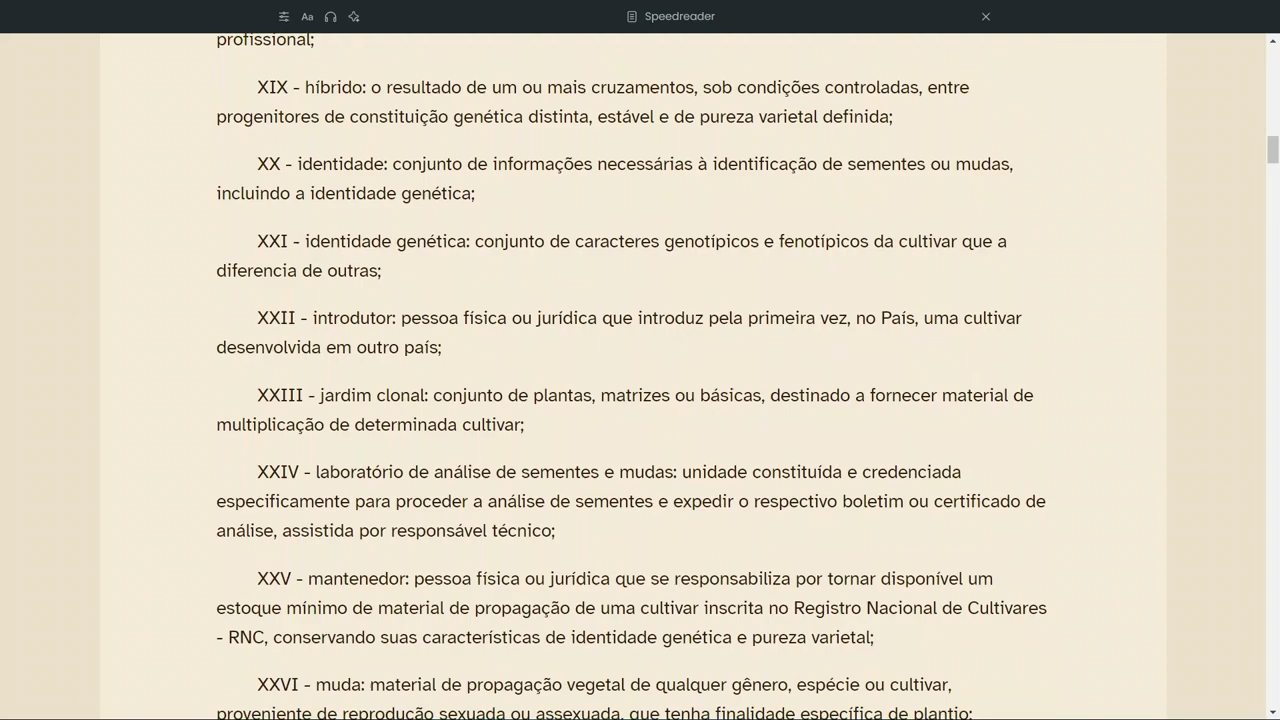 Aa
Speedreader
profissional;
XIX - híbrido: o resultado de um ou mais cruzamentos, sob condições controladas, entre
progenitores de constituição genética distinta, estável e de pureza varietal definida;
XX - identidade: conjunto de informações necessárias à identificação de sementes ou mudas,
incluindo a identidade genética;
XXI - identidade genética: conjunto de caracteres genotípicos e fenotípicos da cultivar que a
diferencia de outras;
XXII - introdutor: pessoa física ou jurídica que introduz pela primeira vez, no País, uma cultivar
desenvolvida em outro país;
XXIII - jardim clonal: conjunto de plantas, matrizes ou básicas, destinado a fornecer material de
multiplicação de determinada cultivar;
XXIV - laboratório de análise de sementes e mudas: unidade constituída e credenciada
especificamente para proceder a análise de sementes e expedir o respectivo boletim ou certificado de
análise, assistida por responsável técnico;
XXV - mantenedor: pessoa física ou jurídica que se responsabiliza por tornar disponível um
estoque mínimo de material de propagação de uma cultivar inscrita no Registro Nacional de Cultivares
- RNC, conservando suas características de identidade genética e pureza varietal;
XXVI - muda: material de propagação vegetal de qualquer gênero, espécie ou cultivar,
proveniente de reprodução sexuada ou assexuada, que tenha finalidade específica de plantio;